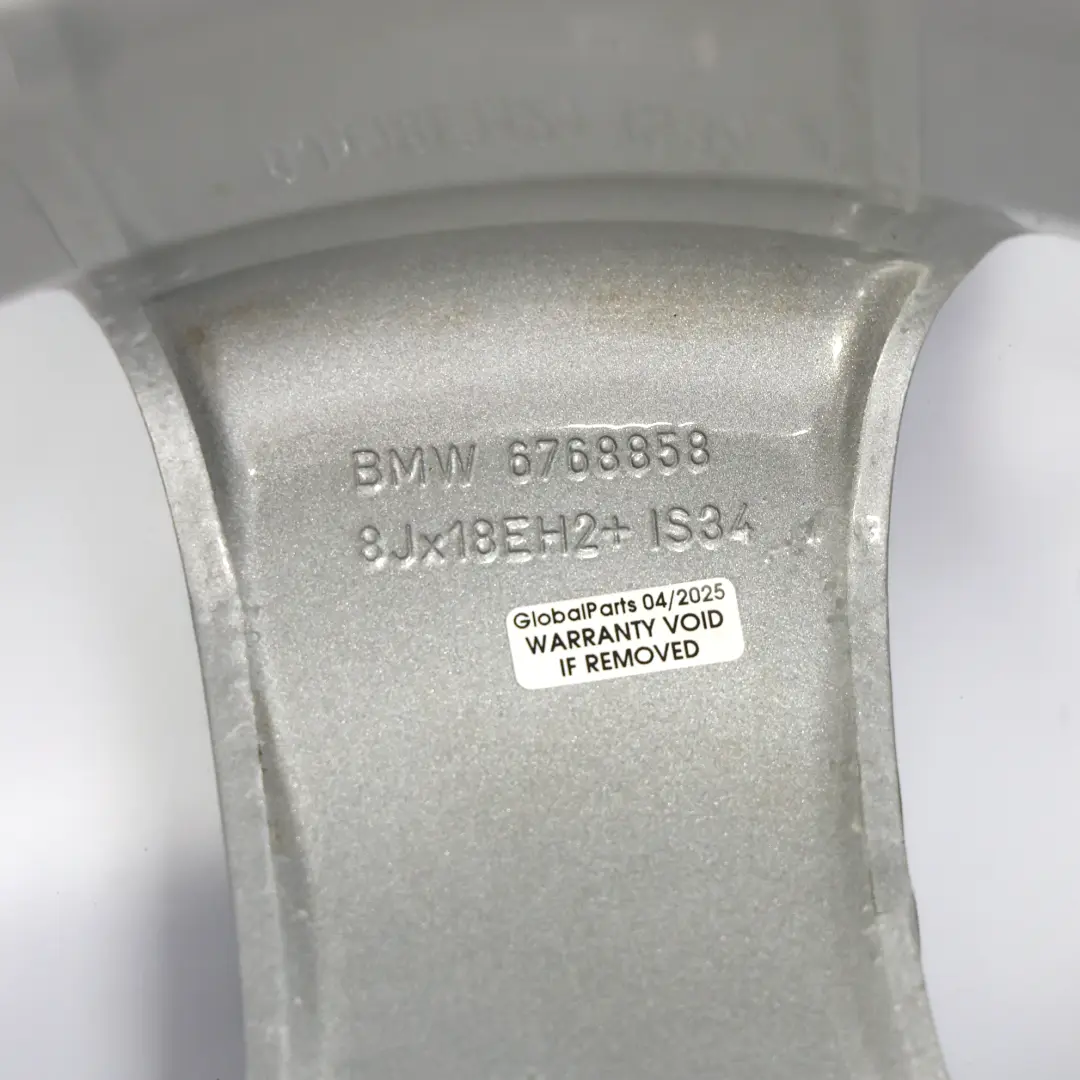 BMW 6768858
8Jx18EH2+ IS34
GlobalParts 04/2025
WARRANTY VOID
IF REMOVED